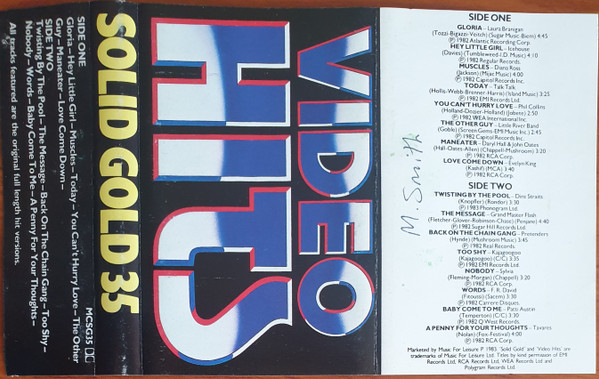 SIDE ONE
Gloria – Hey Little Girl – Muscles – Today – You Can't Hurry Love – The Other
Guy – Maneater – Love Come Down –
SIDE TWO
Twisting By The Pool – The Message – Back On The Chain Gang – Too Shy –
Nobody – Words – Baby Come To Me – A Penny For Your Thoughts –
All tracks featured are the original full length hit versions.
SOLID GOLD 35
MCSG35
VIDEO
HITS
M. Smith
SIDE ONE
GLORIA – Laura Branigan
(Tozzi-Bigazzi-Veitch) (Sugar Music-Biem) 4:45
℗ 1982 Atlantic Recording Corp.
HEY LITTLE GIRL – Icehouse
(Davies) (Tumbleweed-I.D. Music) 4:10
℗ 1982 Regular Records.
MUSCLES – Diana Ross
(Jackson) (Mijac Music) 4:00
℗ 1982 Capitol Records Inc.
TODAY – Talk Talk
(Hollis-Webb-Brenner-Harris) (Island Music) 3:25
℗ 1982 EMI Records Ltd.
YOU CAN'T HURRY LOVE – Phil Collins
(Holland-Dozier-Holland) (Jobete) 2:50
℗ 1982 WEA International Inc.
THE OTHER GUY – Little River Band
(Goble) (Screen Gems-EMI Music Inc.) 2:45
℗ 1982 Capitol Records Inc.
MANEATER – Daryl Hall & John Oates
(Hall-Oates-Allen) (Chappell-Mushroom) 3:20
℗ 1982 RCA Corp.
LOVE COME DOWN – Evelyn King
(Kashif) (MCA) 3:40
℗ 1982 RCA Corp.
SIDE TWO
TWISTING BY THE POOL – Dire Straits
(Knopfler) (Rondor) 3:30
℗ 1983 Phonogram Ltd.
THE MESSAGE – Grand Master Flash
(Fletcher-Glover-Robinson-Chase) (Penjane) 4:40
℗ 1982 Sugar Hill Records Ltd.
BACK ON THE CHAIN GANG – Pretenders
(Hynde) (Mushroom Music) 3:45
℗ 1982 Real Records.
TOO SHY – Kajagoogoo
(Kajagoogoo) (C/C) 3:35
℗ 1982 EMI Records Ltd.
NOBODY – Sylvia
(Fleming-Morgan) (Chappell) 3:20
℗ 1982 RCA Corp.
WORDS – F. R. David
(Fitoussi) (Sacem) 3:30
℗ 1982 Carrere Disques.
BABY COME TO ME – Patti Austin
(Temperton) (C/C) 3:30
℗ 1982 Q West Records.
A PENNY FOR YOUR THOUGHTS – Tavares
(Nolan) (Fox-Festival) 4:00
℗ 1982 RCA Corp.
Marketed by Music For Leisure P. 1983. 'Solid Gold' and 'Video Hits' are
trademarks of Music For Leisure Ltd. Titles by kind permission of EMI
Records Ltd, RCA Records Ltd, WEA Records Ltd and
Polygram Records Ltd.